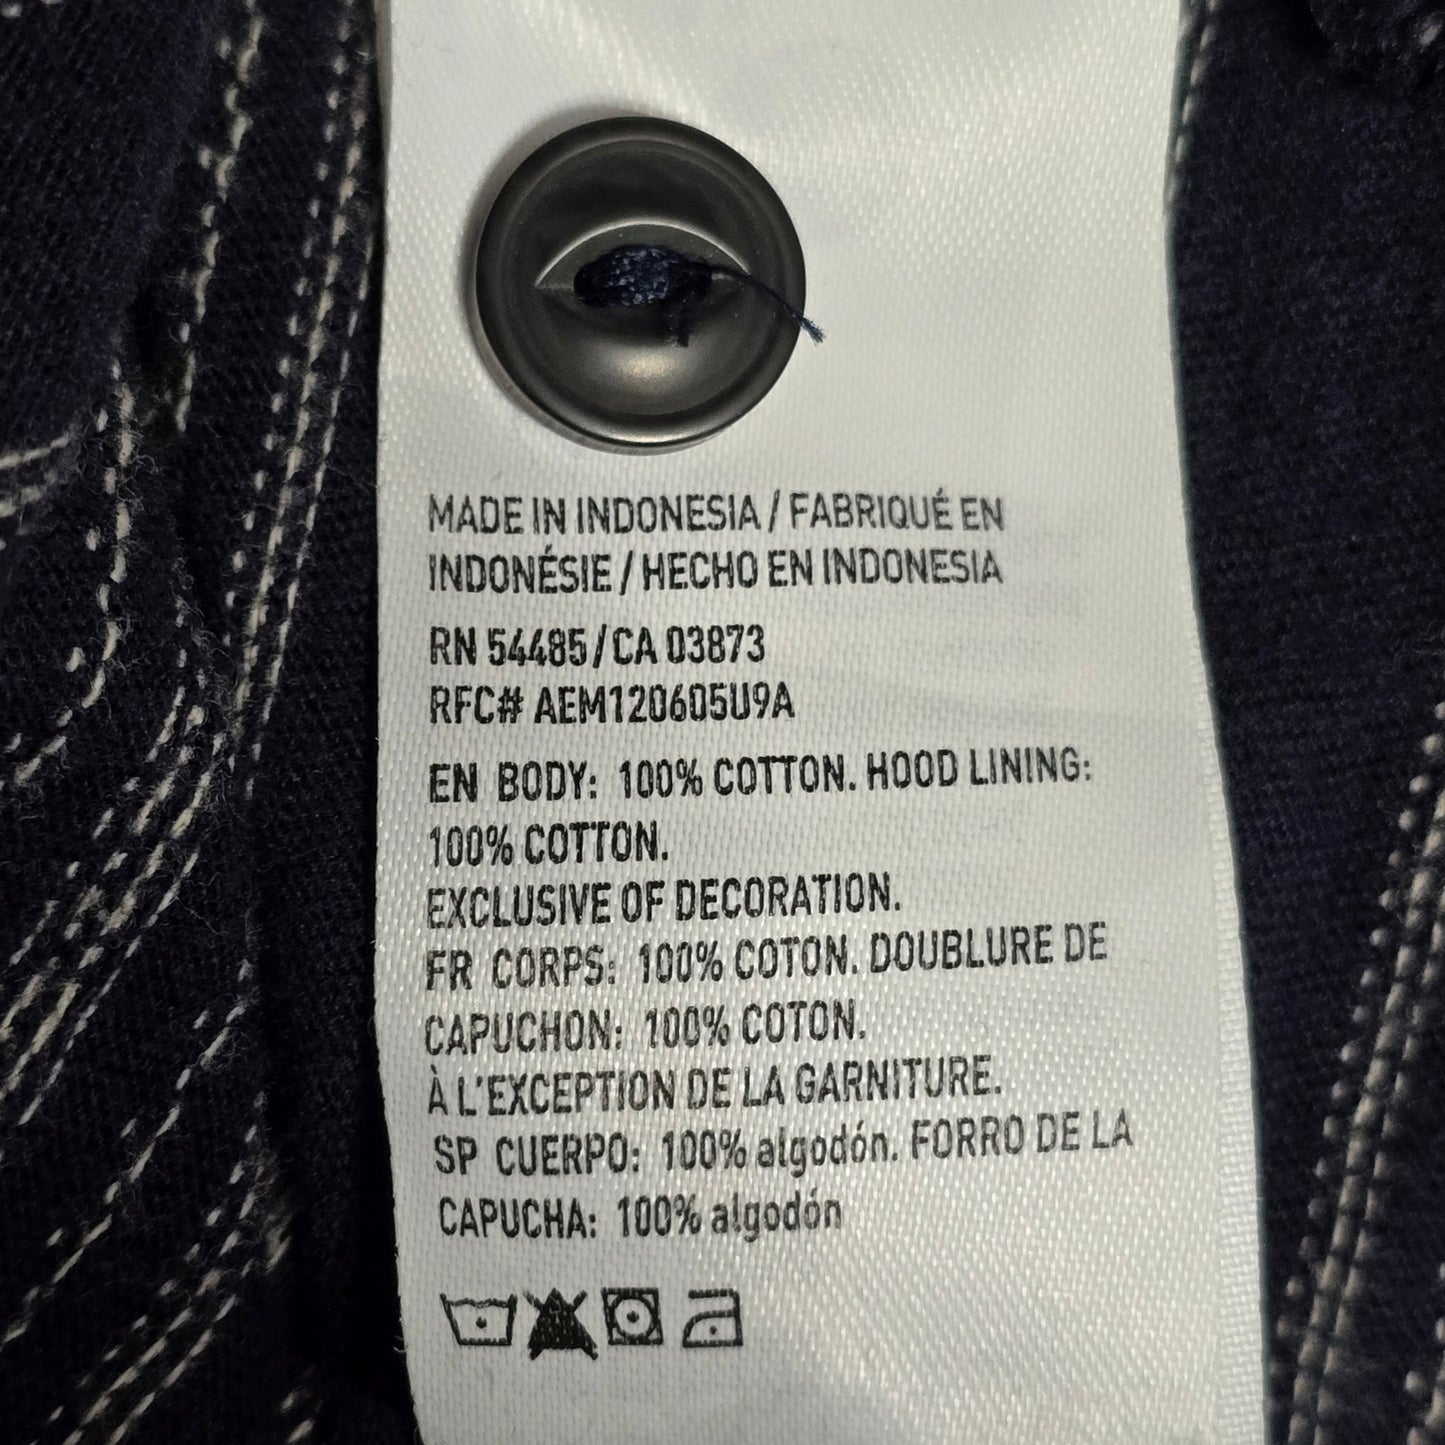 MADE IN INDONESIA / FABRIQUÉ EN
INDONÉSIE / HECHO EN INDONESIA
RN 54485 / CA 03873
RFC# AEM120605U9A
EN BODY: 100% COTTON. HOOD LINING:
100% COTTON.
EXCLUSIVE OF DECORATION.
FR CORPS: 100% COTON. DOUBLURE DE
CAPUCHON: 100% COTON.
À L'EXCEPTION DE LA GARNITURE.
SP CUERPO: 100% algodón. FORRO DE LA
CAPUCHA: 100% algodón